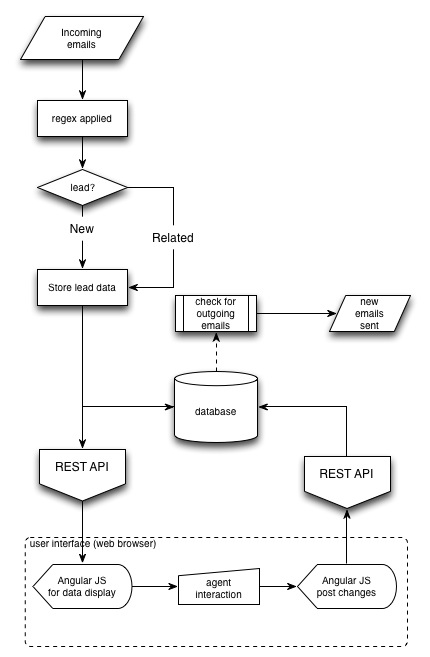 Incoming
emails
regex applied
lead?
New
Related
Store lead data
check for
outgoing
emails
new
emails
sent
database
REST API
REST API
user interface (web browser)
Angular JS
for data display
agent
interaction
Angular JS
post changes